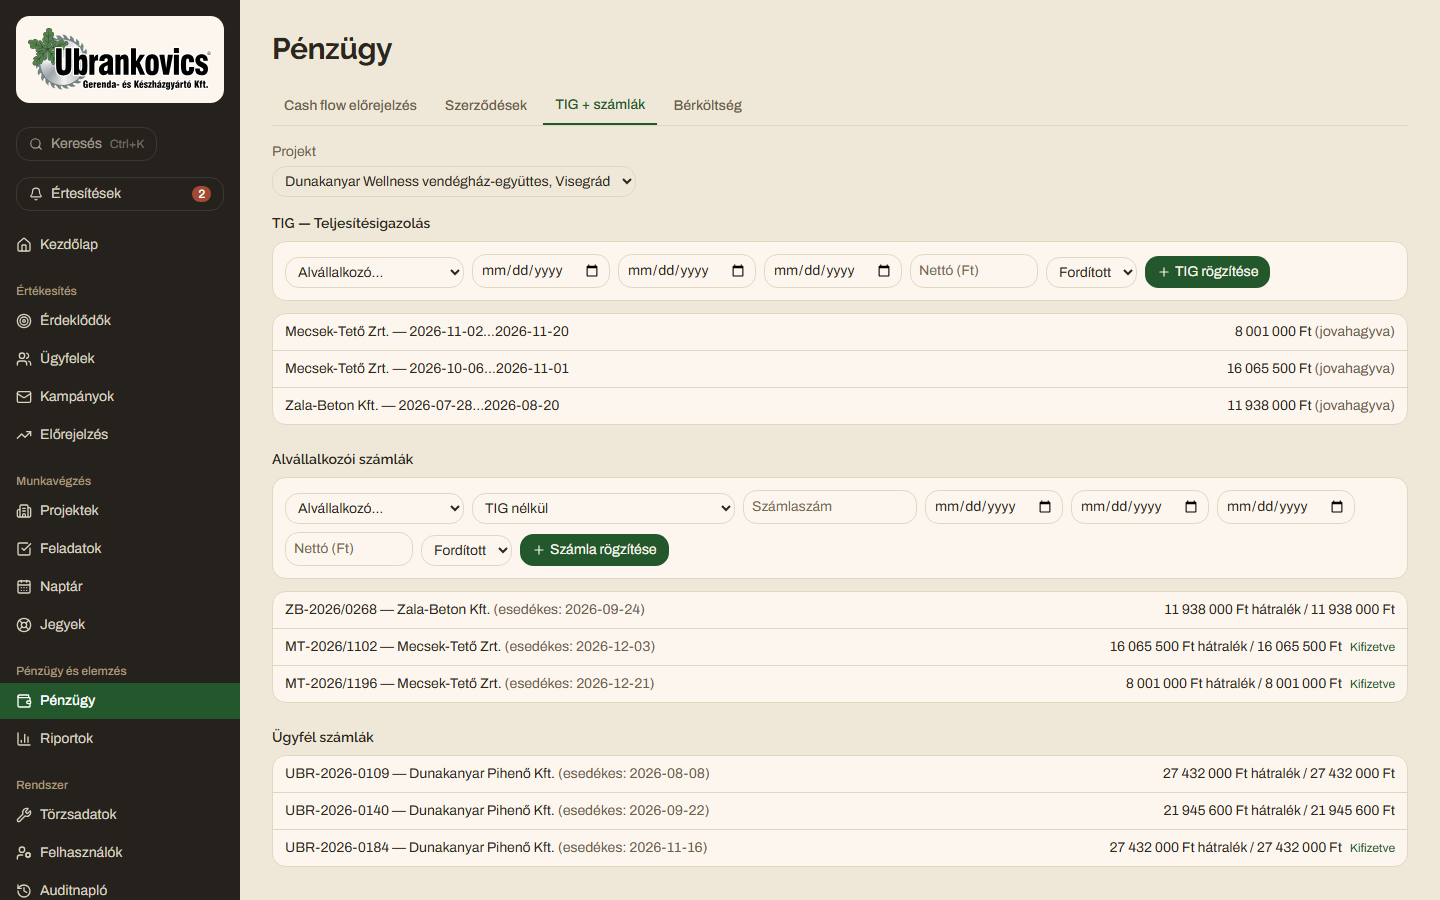 Ubrankovics
Gerenda- és Készházgyártó Kft.
Keresés Ctrl+K
Értesítések 2
Kezdőlap
Értékesítés
Érdeklődők
Ügyfelek
Kampányok
Előrejelzés
Munkavégzés
Projektek
Feladatok
Naptár
Jegyek
Pénzügy és elemzés
Pénzügy
Riportok
Rendszer
Törzsadatok
Felhasználók
Auditnapló
Pénzügy
Cash flow előrejelzés Szerződések TIG + számlák Bérköltség
Projekt
Dunakanyar Wellness vendégház-együttes, Visegrád
TIG — Teljesítésigazolás
Alvállalkozó... mm/dd/yyyy mm/dd/yyyy mm/dd/yyyy Nettó (Ft) Fordított + TIG rögzítése
Mecsek-Tető Zrt. — 2026-11-02...2026-11-20 8 001 000 Ft (jovahagyva)
Mecsek-Tető Zrt. — 2026-10-06...2026-11-01 16 065 500 Ft (jovahagyva)
Zala-Beton Kft. — 2026-07-28...2026-08-20 11 938 000 Ft (jovahagyva)
Alvállalkozói számlák
Alvállalkozó... TIG nélkül Számlaszám mm/dd/yyyy mm/dd/yyyy mm/dd/yyyy
Nettó (Ft) Fordított + Számla rögzítése
ZB-2026/0268 — Zala-Beton Kft. (esedékes: 2026-09-24) 11 938 000 Ft hátralék / 11 938 000 Ft
MT-2026/1102 — Mecsek-Tető Zrt. (esedékes: 2026-12-03) 16 065 500 Ft hátralék / 16 065 500 Ft Kifizetve
MT-2026/1196 — Mecsek-Tető Zrt. (esedékes: 2026-12-21) 8 001 000 Ft hátralék / 8 001 000 Ft Kifizetve
Ügyfél számlák
UBR-2026-0109 — Dunakanyar Pihenő Kft. (esedékes: 2026-08-08) 27 432 000 Ft hátralék / 27 432 000 Ft
UBR-2026-0140 — Dunakanyar Pihenő Kft. (esedékes: 2026-09-22) 21 945 600 Ft hátralék / 21 945 600 Ft
UBR-2026-0184 — Dunakanyar Pihenő Kft. (esedékes: 2026-11-16) 27 432 000 Ft hátralék / 27 432 000 Ft Kifizetve